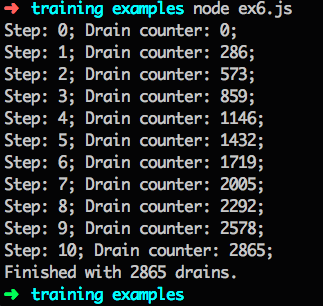 ➜ training examples node ex6.js
Step: 0; Drain counter: 0;
Step: 1; Drain counter: 286;
Step: 2; Drain counter: 573;
Step: 3; Drain counter: 859;
Step: 4; Drain counter: 1146;
Step: 5; Drain counter: 1432;
Step: 6; Drain counter: 1719;
Step: 7; Drain counter: 2005;
Step: 8; Drain counter: 2292;
Step: 9; Drain counter: 2578;
Step: 10; Drain counter: 2865;
Finished with 2865 drains.
➜ training examples